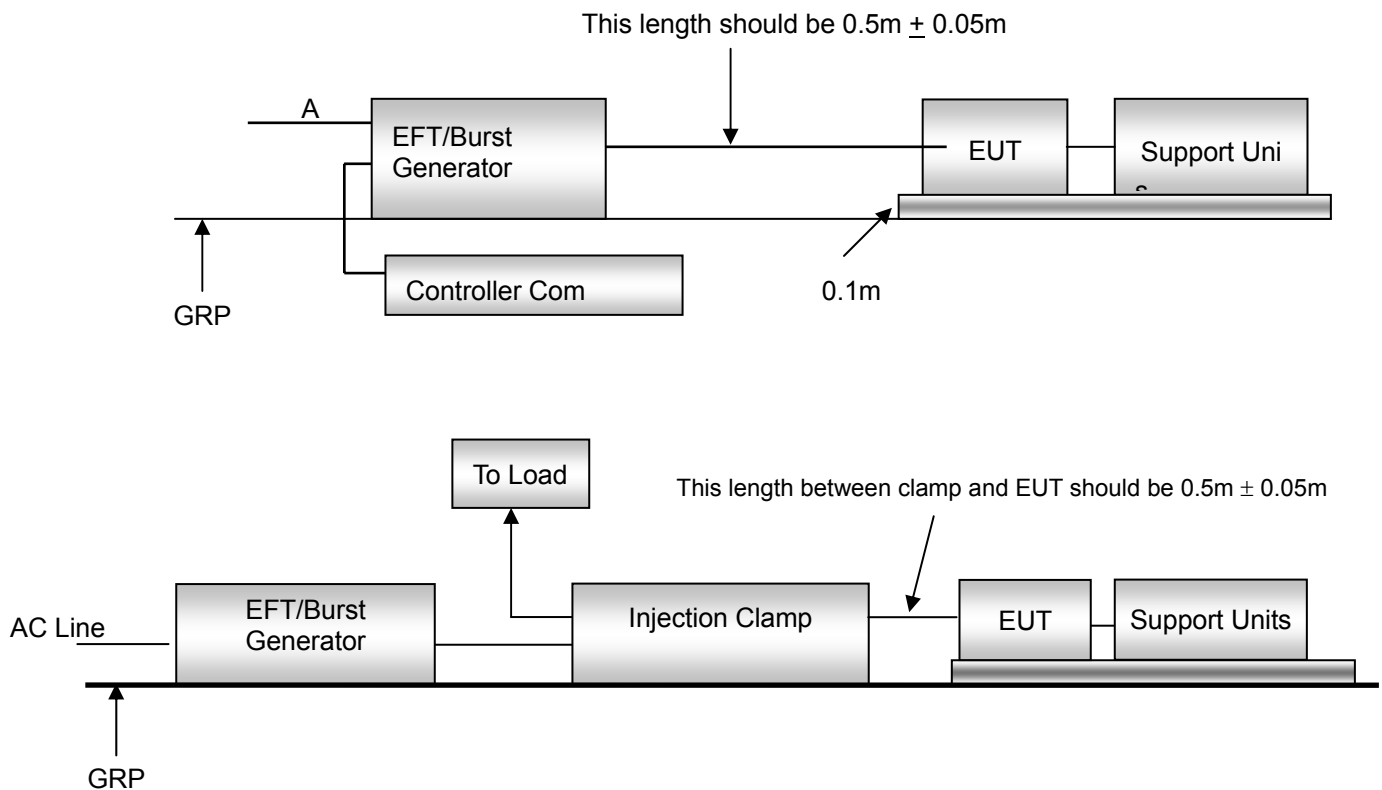 This length should be 0.5m ± 0.05m
A
EFT/Burst
Generator
EUT
Support Uni
s
Controller Com
0.1m
GRP
To Load
This length between clamp and EUT should be 0.5m ± 0.05m
AC Line
EFT/Burst
Generator
Injection Clamp
EUT
Support Units
GRP